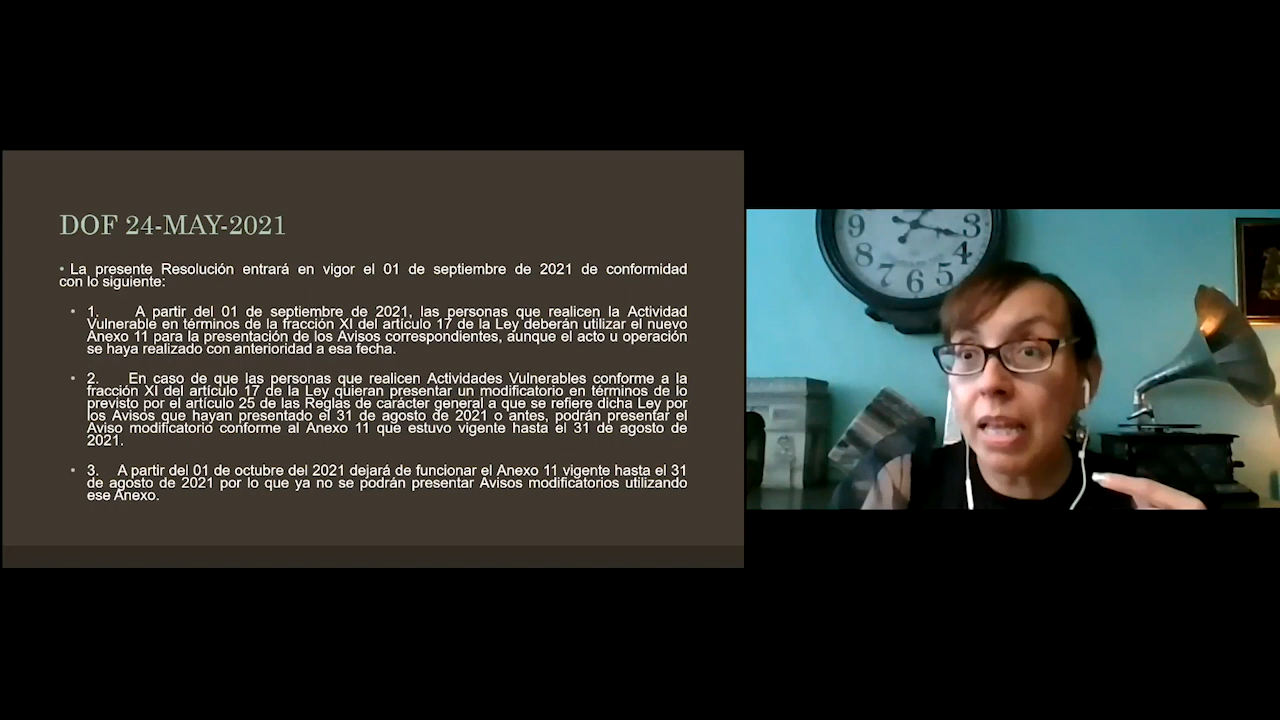 DOF 24-MAY-2021
• La presente Resolución entrará en vigor el 01 de septiembre de 2021 de conformidad
con lo siguiente:
• 1. A partir del 01 de septiembre de 2021, las personas que realicen la Actividad
Vulnerable en términos de la fracción XI del artículo 17 de la Ley deberán utilizar el nuevo
Anexo 11 para la presentación de los Avisos correspondientes, aunque el acto u operación
se haya realizado con anterioridad a esa fecha.
• 2. En caso de que las personas que realicen Actividades Vulnerables conforme a la
fracción XI del artículo 17 de la Ley quieran presentar un modificatorio en términos de lo
previsto por el artículo 25 de las Reglas de carácter general a que se refiere dicha Ley por
los Avisos que hayan presentado el 31 de agosto de 2021 o antes, podrán presentar el
Aviso modificatorio conforme al Anexo 11 que estuvo vigente hasta el 31 de agosto de
2021.
• 3. A partir del 01 de octubre del 2021 dejará de funcionar el Anexo 11 vigente hasta el 31
de agosto de 2021 por lo que ya no se podrán presentar Avisos modificatorios utilizando
ese Anexo.
9
3
4
8
7
6
5